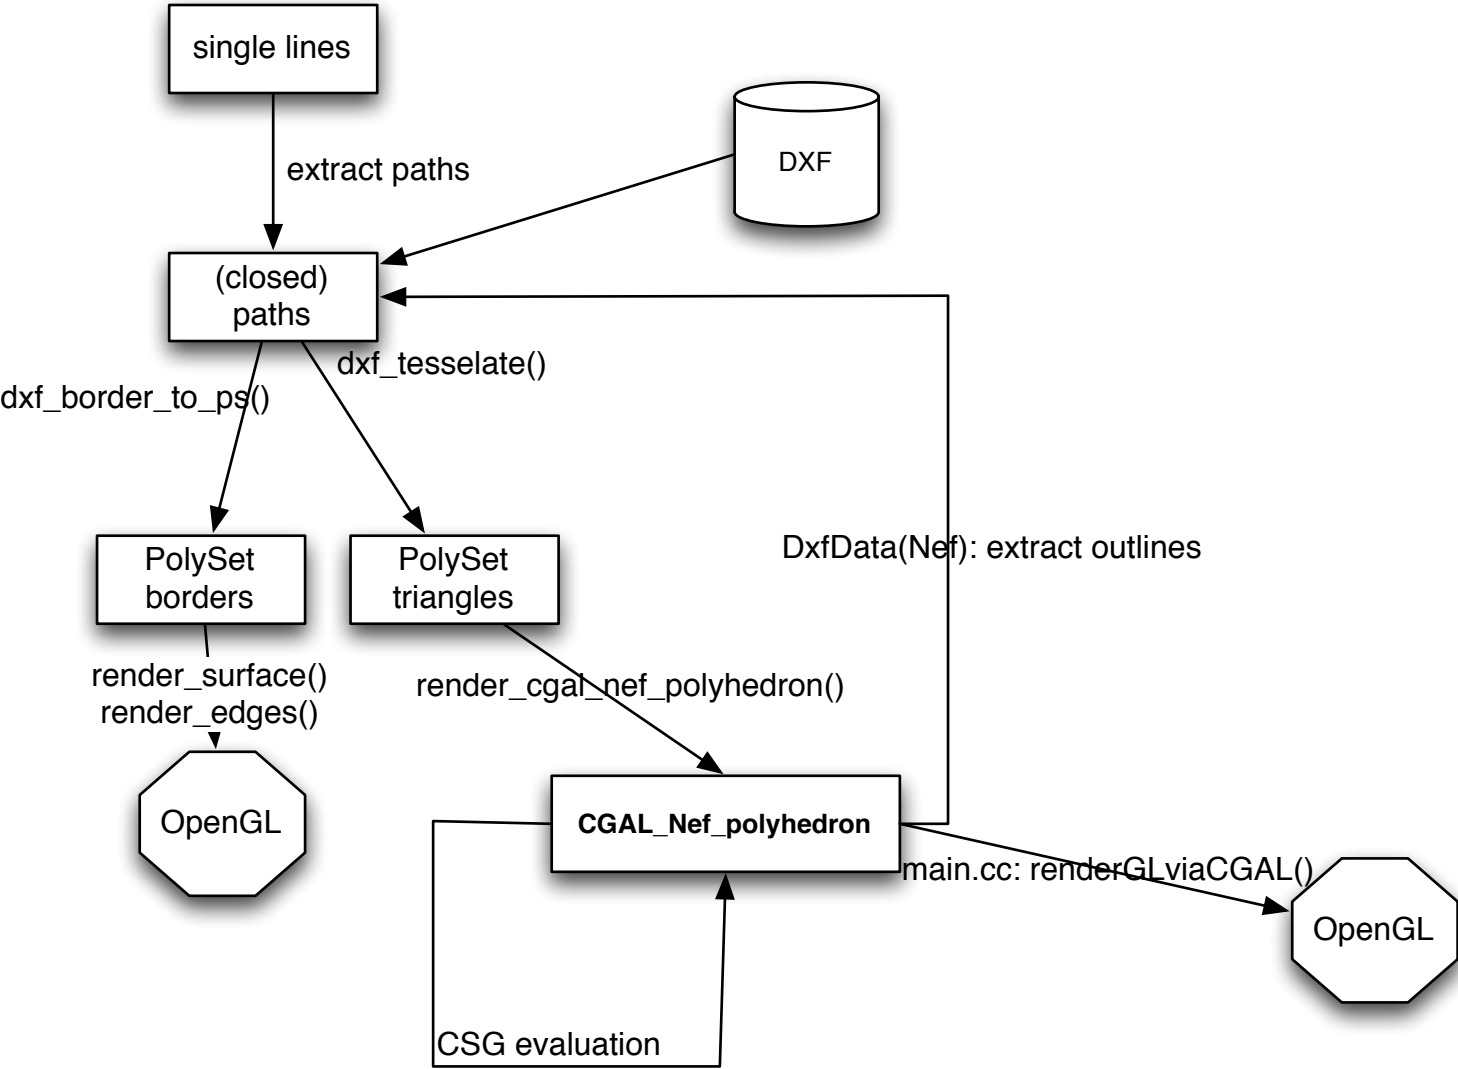 single lines
DXF
extract paths
(closed)
paths
dxf_tesselate()
dxf_border_to_ps()
DxfData(Nef): extract outlines
PolySet
borders
PolySet
triangles
render_surface()
render_edges()
render_cgal_nef_polyhedron()
OpenGL
CGAL_Nef_polyhedron
main.cc: renderGLviaCGAL()
OpenGL
CSG evaluation